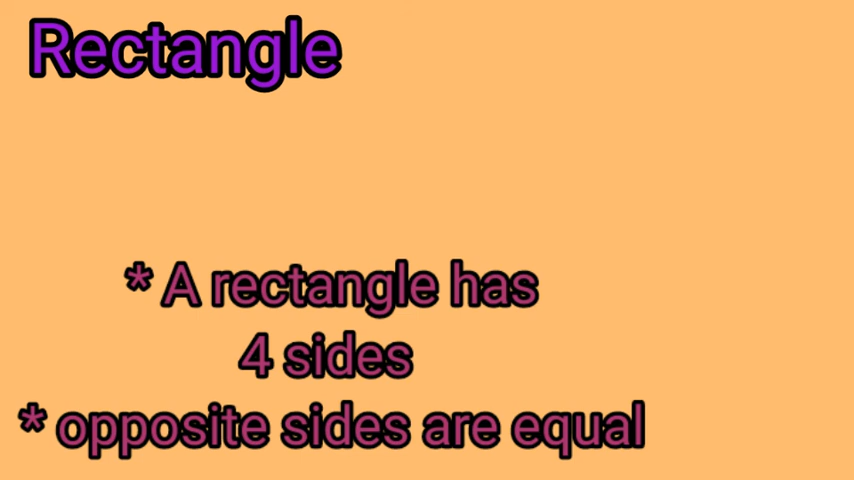 Rectangle
* A rectangle has
4 sides
* opposite sides are equal